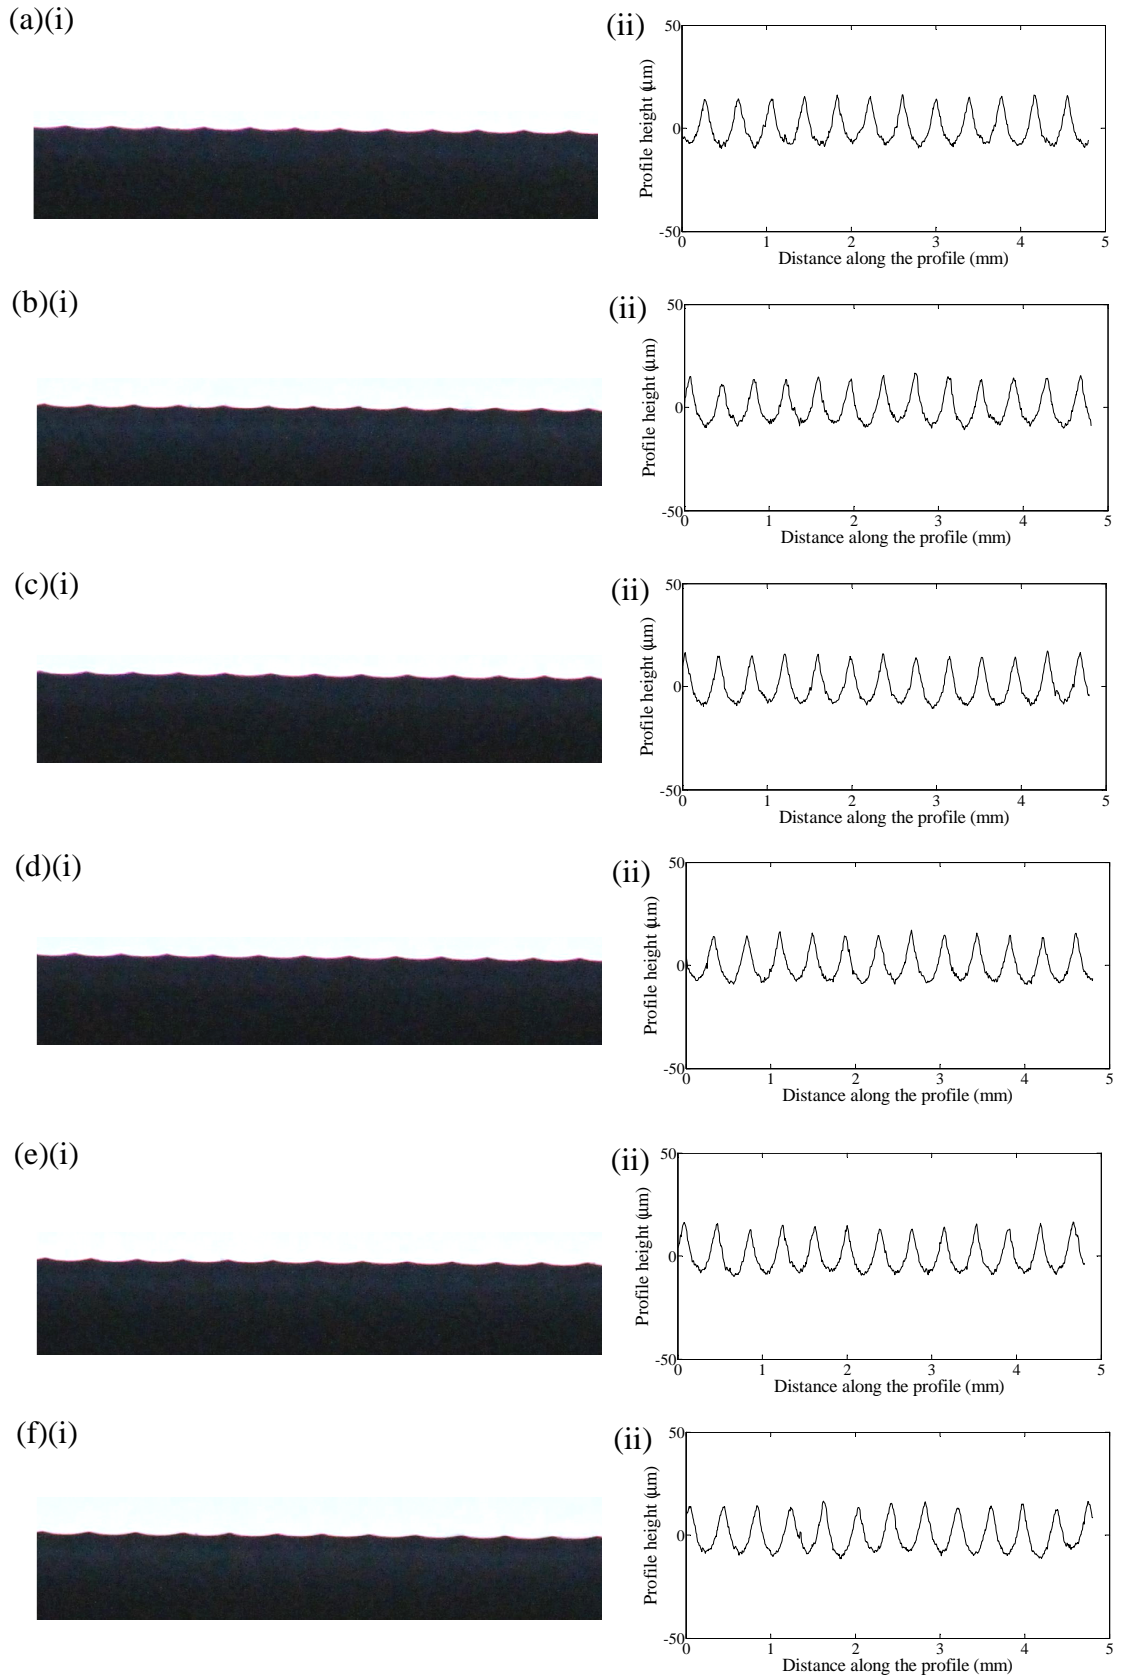 (a)(i)
(ii)
50
0
-50
Profile height (μm)
0 1 2 3 4 5
Distance along the profile (mm)
(b)(i)
(ii)
50
0
-50
Profile height (μm)
0 1 2 3 4 5
Distance along the profile (mm)
(c)(i)
(ii)
50
0
-50
Profile height (μm)
0 1 2 3 4 5
Distance along the profile (mm)
(d)(i)
(ii)
50
0
-50
Profile height (μm)
0 1 2 3 4 5
Distance along the profile (mm)
(e)(i)
(ii)
50
0
-50
Profile height (μm)
0 1 2 3 4 5
Distance along the profile (mm)
(f)(i)
(ii)
50
0
-50
Profile height (μm)
0 1 2 3 4 5
Distance along the profile (mm)